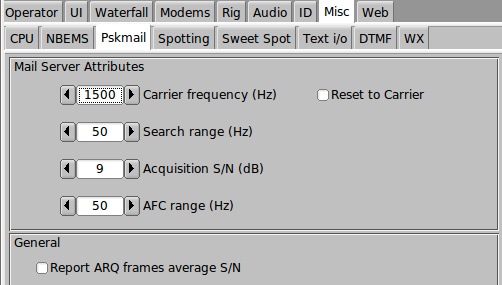 Operator UI Waterfall Modems Rig Audio ID Misc Web
CPU NBEMS Pskmail Spotting Sweet Spot Text i/o DTMF WX
Mail Server Attributes
1500 Carrier frequency (Hz) Reset to Carrier
50 Search range (Hz)
9 Acquisition S/N (dB)
50 AFC range (Hz)
General
Report ARQ frames average S/N